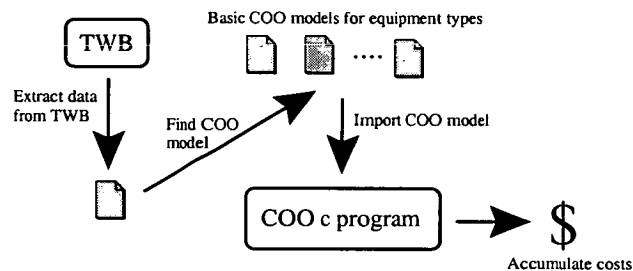 Basic COO models for equipment types
TWB
Extract data
from TWB
Find COO
model
Import COO model
COO c program
$
Accumulate costs